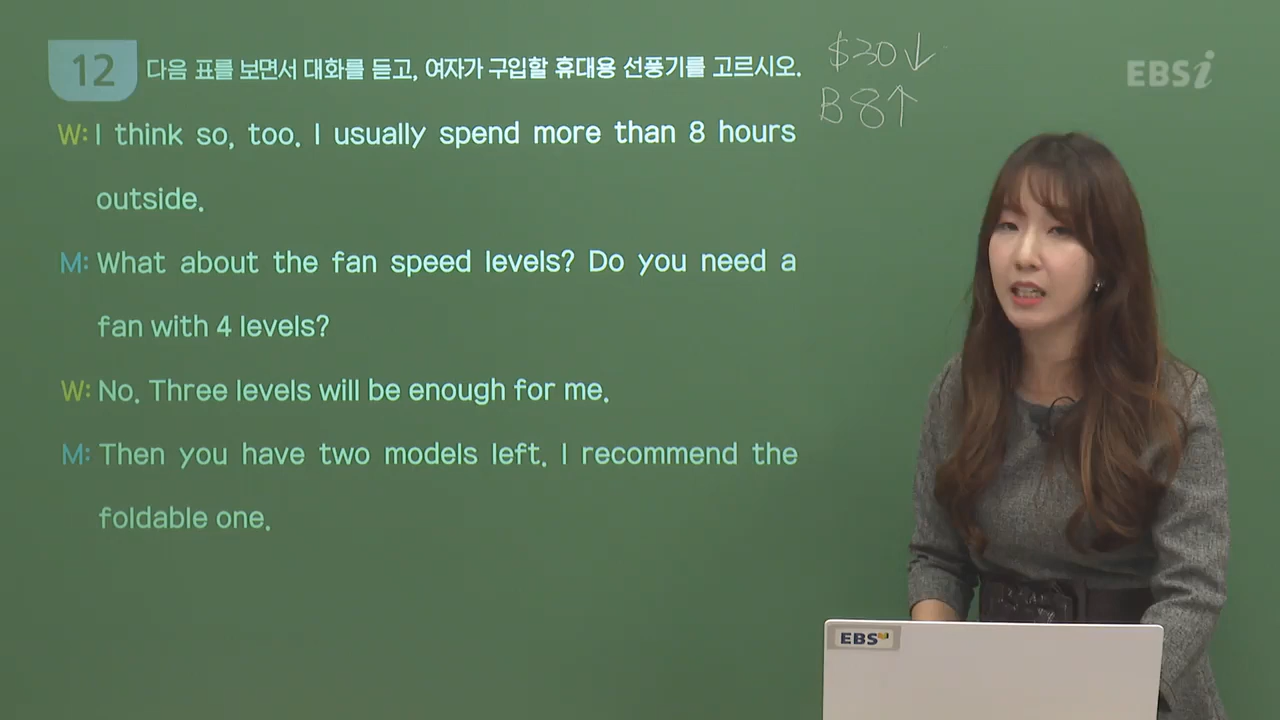 12 다음 표를 보면서 대화를 듣고, 여자가 구입할 휴대용 선풍기를 고르시오.
$30↓
B 8↑
EBSi
W: I think so, too. I usually spend more than 8 hours
outside.
M: What about the fan speed levels? Do you need a
fan with 4 levels?
W: No. Three levels will be enough for me.
M: Then you have two models left. I recommend the
foldable one.
EBS